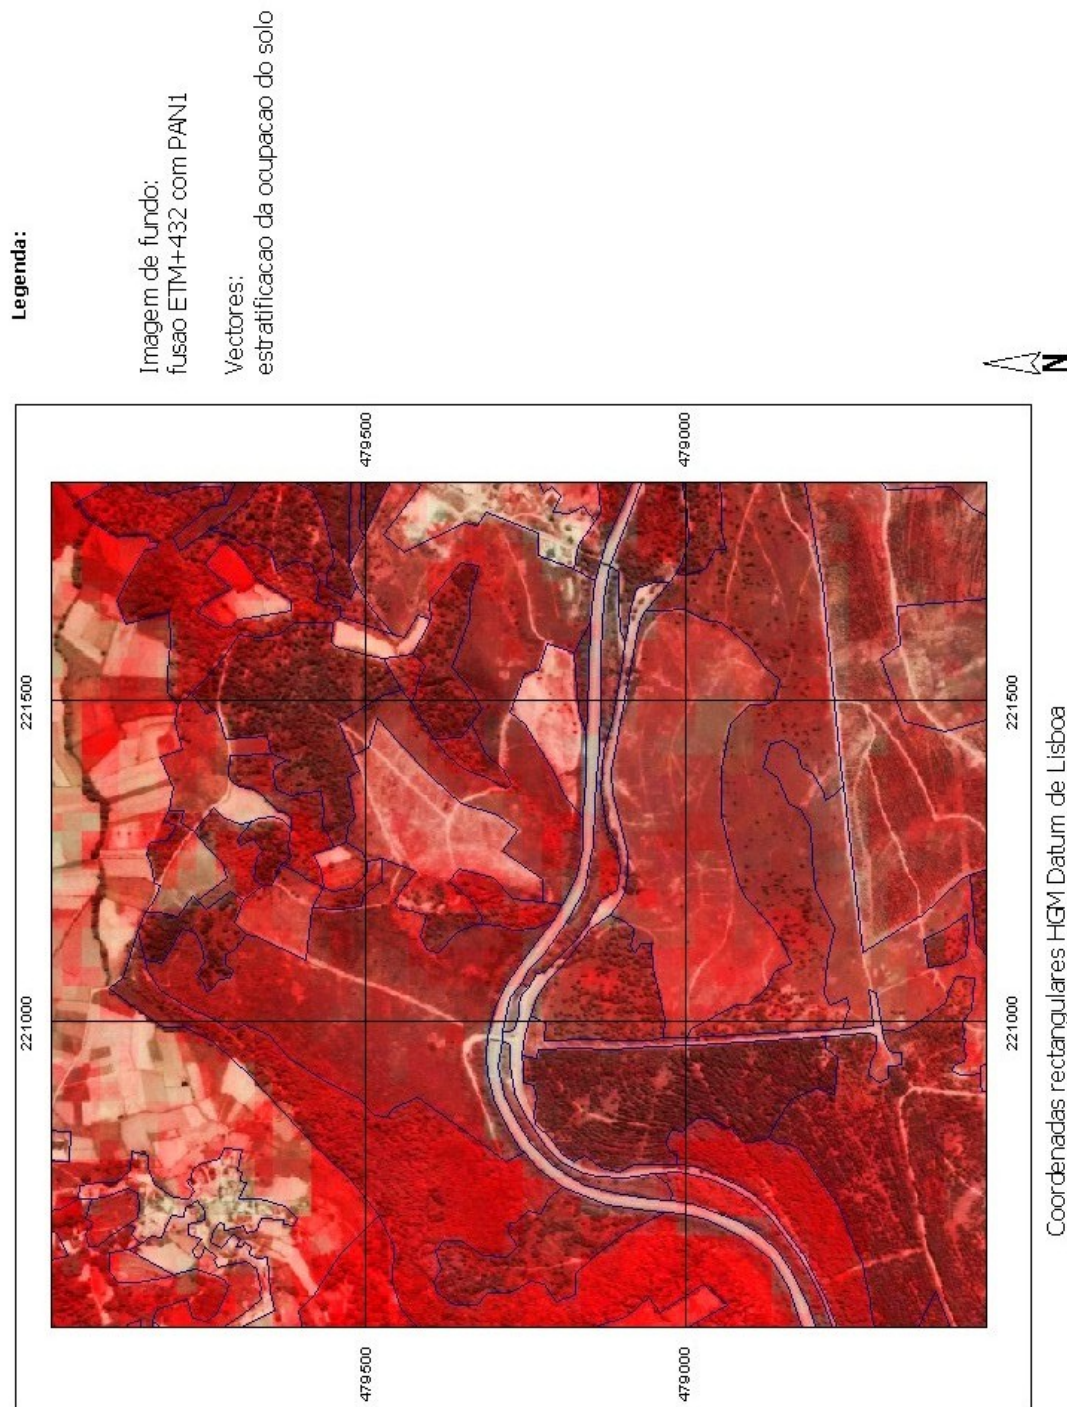 Legenda:
Imagem de fundo:
fusao ETM+432 com PAN1
Vectores:
estratificacao da ocupacao do solo
N
479500
479000
221500
221500
221000
221000
479500
479000
Coordenadas rectangulares HGM Datum de Lisboa